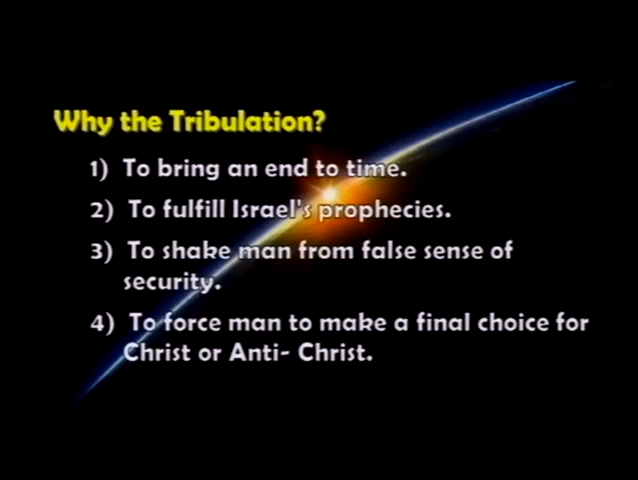 Why the Tribulation?
1) To bring an end to time.
2) To fulfill Israel's prophecies.
3) To shake man from false sense of
security.
4) To force man to make a final choice for
Christ or Anti- Christ.